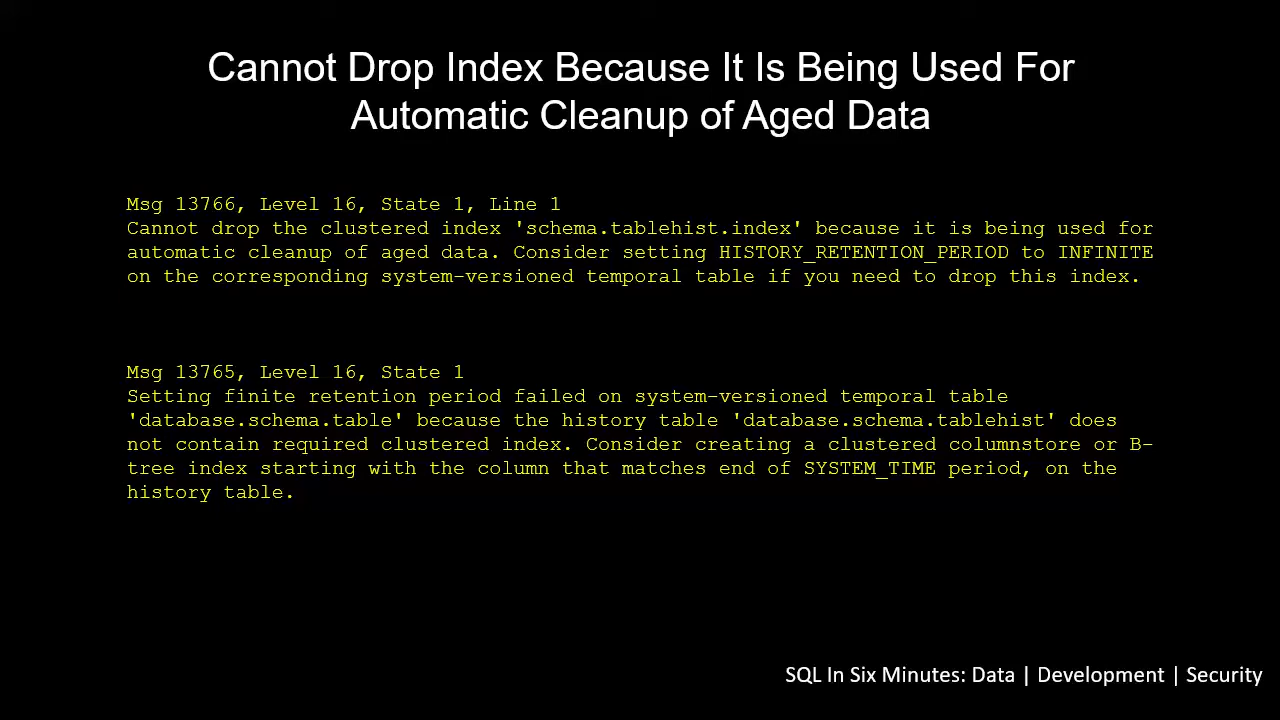 Cannot Drop Index Because It Is Being Used For
Automatic Cleanup of Aged Data
Msg 13766, Level 16, State 1, Line 1
Cannot drop the clustered index 'schema.tablehist.index' because it is being used for
automatic cleanup of aged data. Consider setting HISTORY_RETENTION_PERIOD to INFINITE
on the corresponding system-versioned temporal table if you need to drop this index.
Msg 13765, Level 16, State 1
Setting finite retention period failed on system-versioned temporal table
'database.schema.table' because the history table 'database.schema.tablehist' does
not contain required clustered index. Consider creating a clustered columnstore or B-
tree index starting with the column that matches end of SYSTEM_TIME period, on the
history table.
SQL In Six Minutes: Data | Development | Security